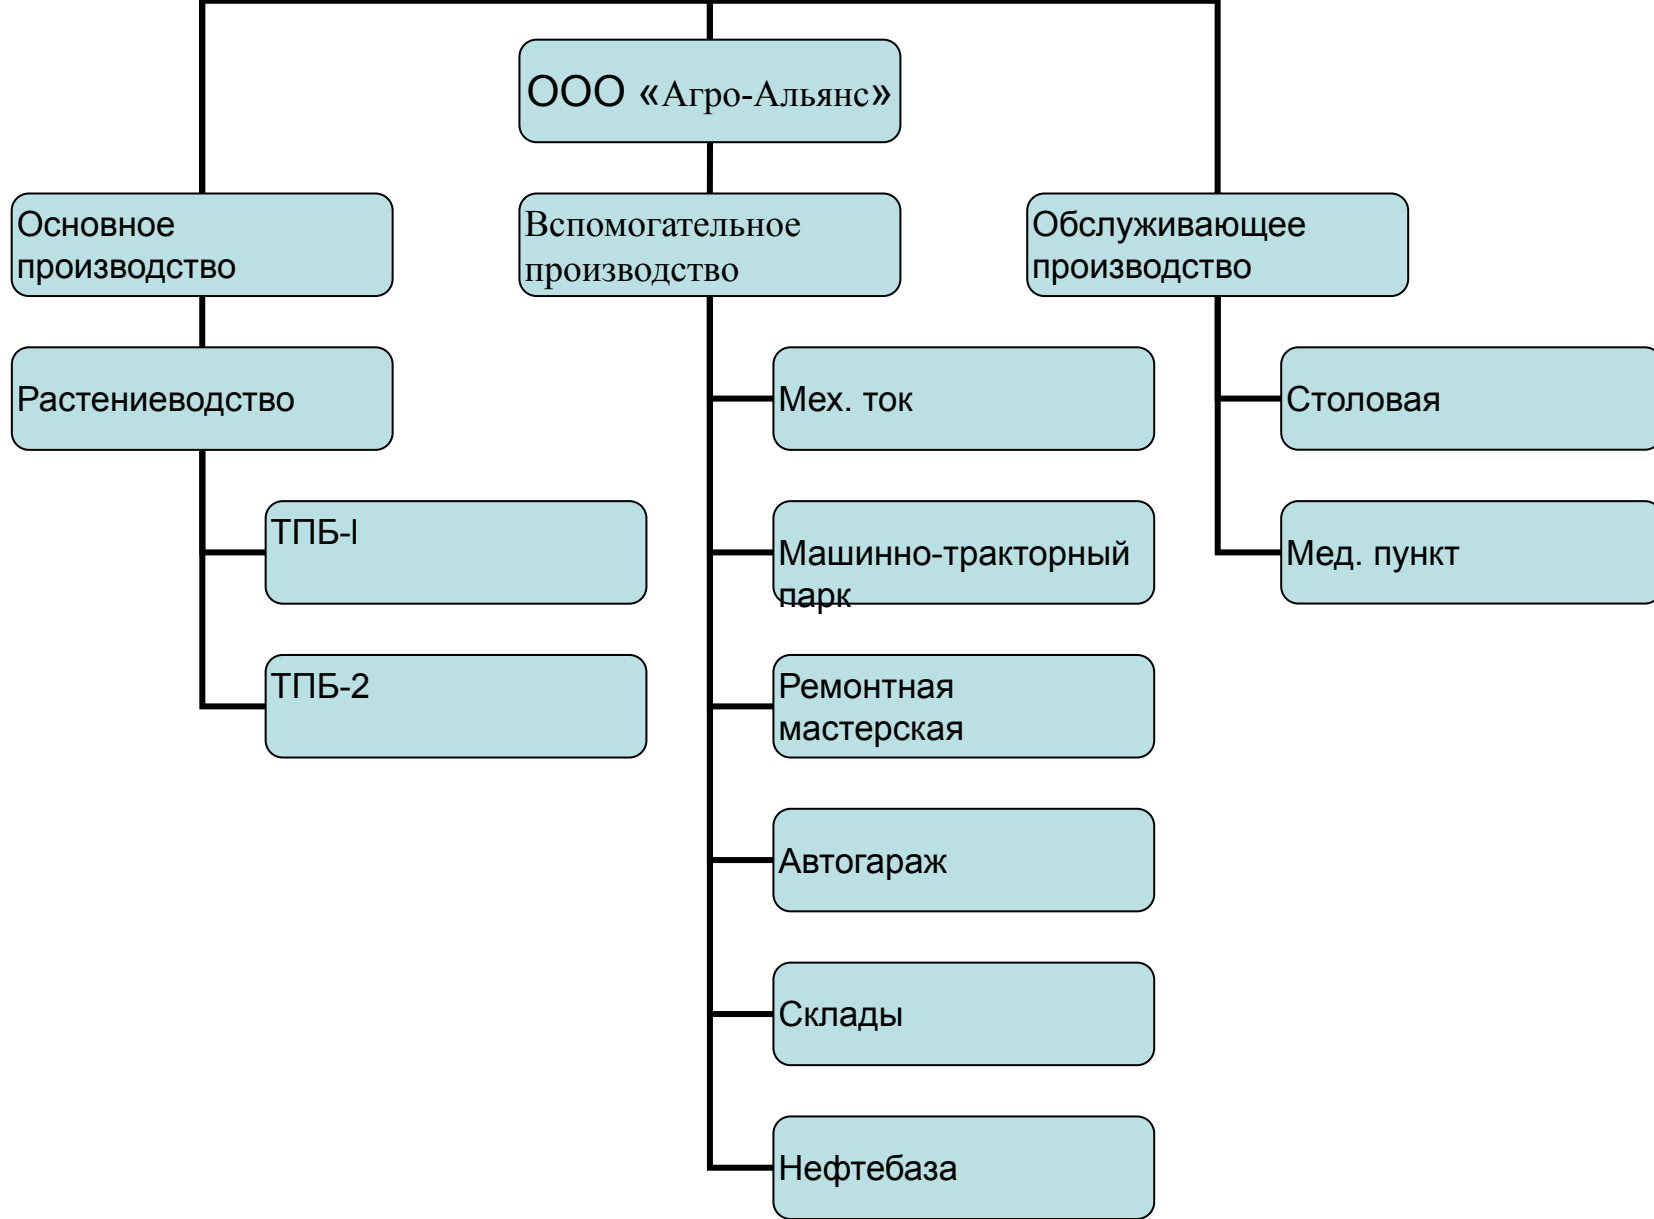 ООО «Агро-Альянс»
Основное
производство
Вспомогательное
производство
Обслуживающее
производство
Растениеводство
Мех. ток
Столовая
ТПБ-I
Машинно-тракторный
парк
Мед. пункт
ТПБ-2
Ремонтная
мастерская
Автогараж
Склады
Нефтебаза